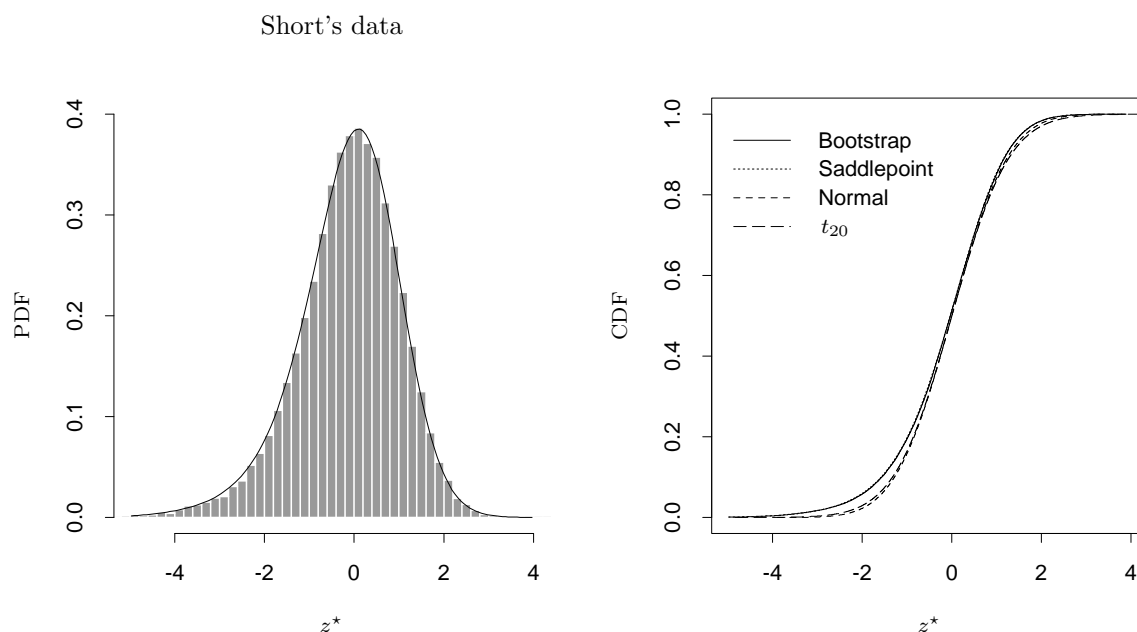 Short's data
PDF
0.0 0.1 0.2 0.3 0.4
-4 -2 0 2 4
z⋆
CDF
0.0 0.2 0.4 0.6 0.8 1.0
Bootstrap
Saddlepoint
Normal
t₂₀
-4 -2 0 2 4
z⋆